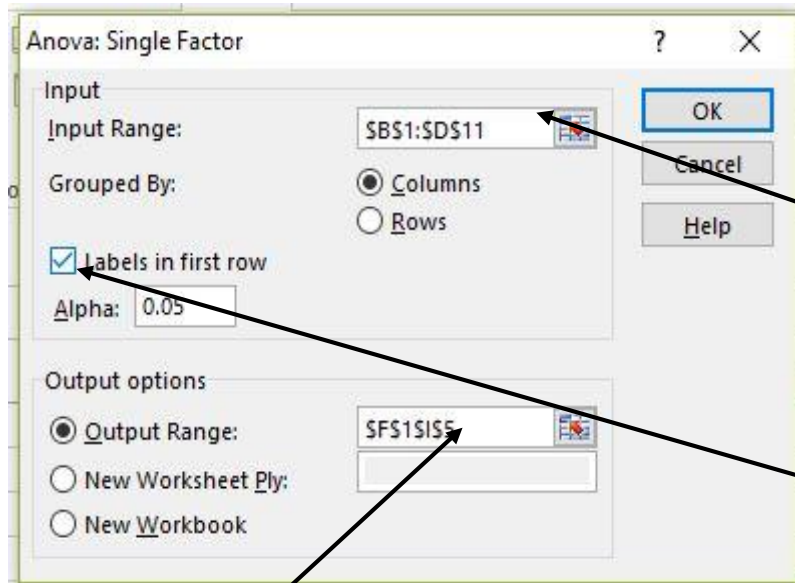 Anova: Single Factor ? ×
Input
Input Range: $B$1:$D$11
Grouped By: Columns
Rows
Labels in first row
Alpha: 0.05
Output options
Output Range: $F$1$I$5
New Worksheet Ply:
New Workbook
OK
Cancel
Help